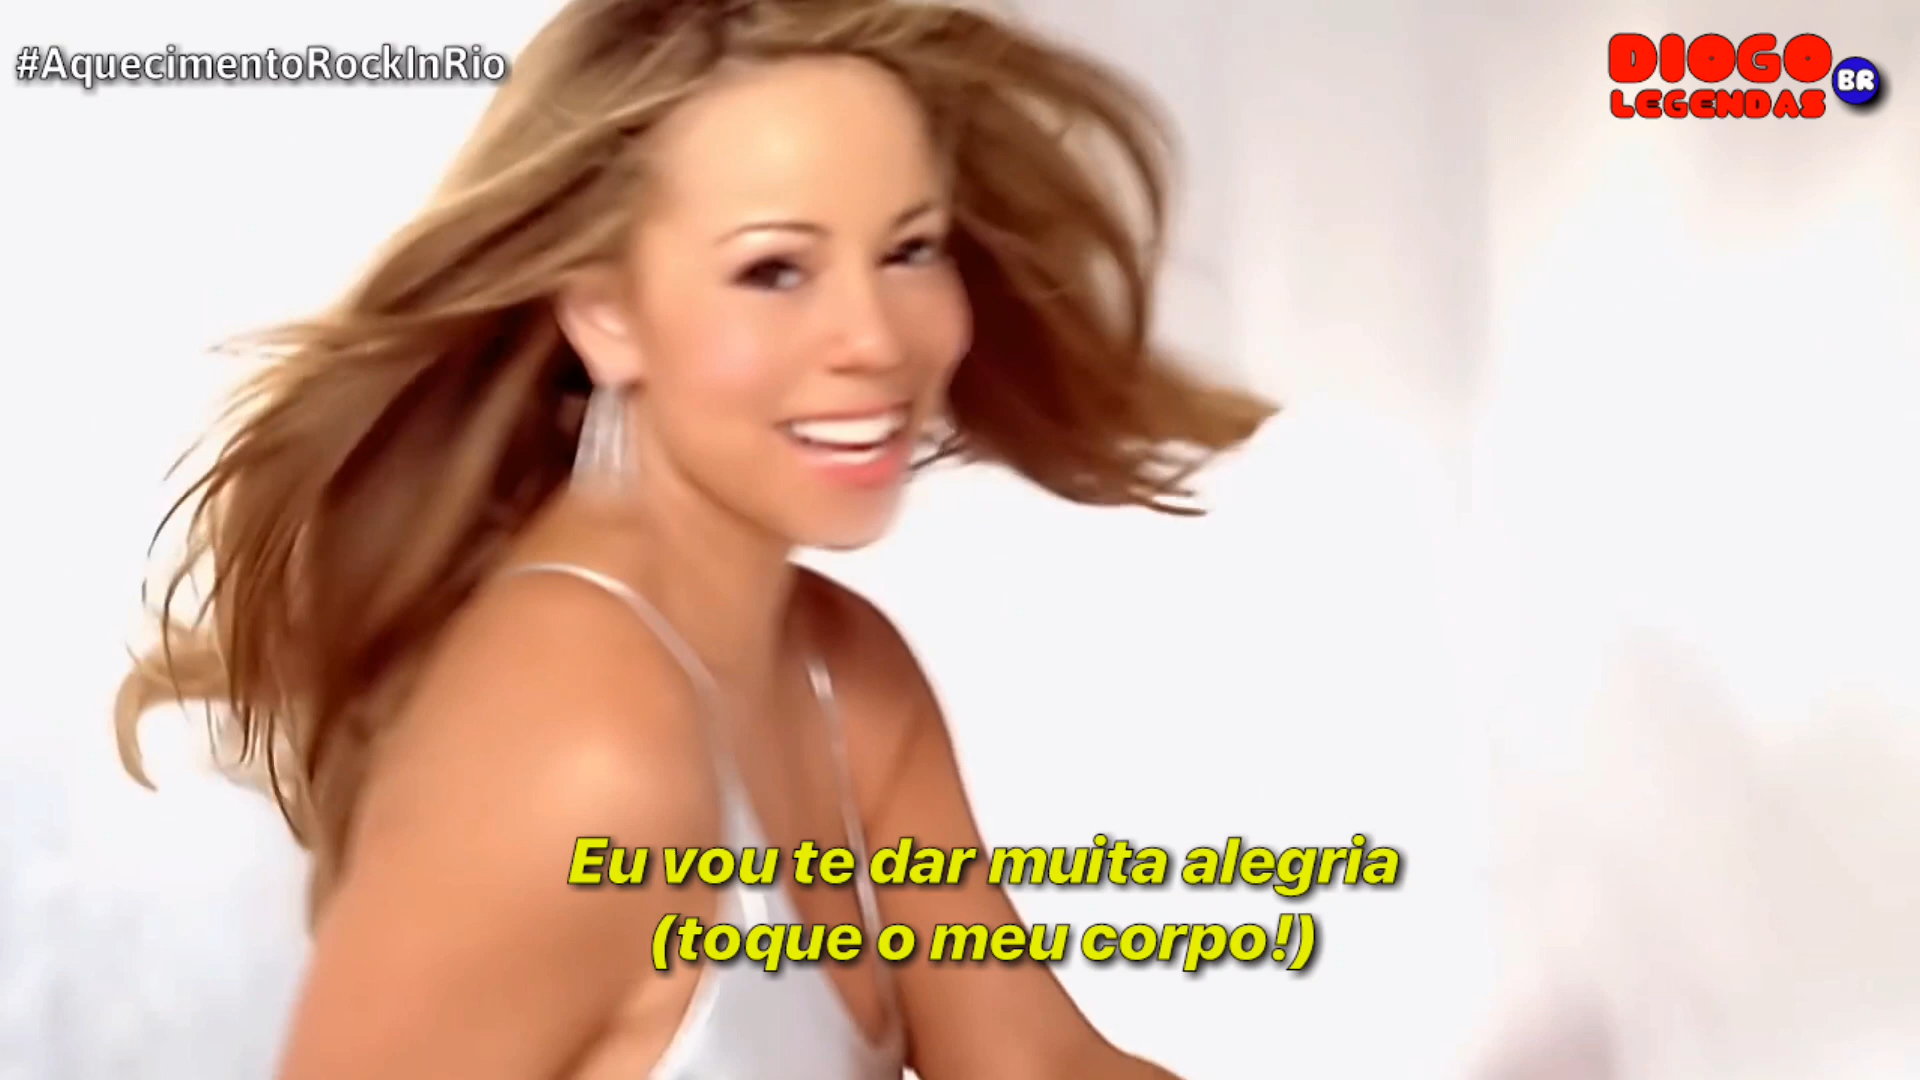 #AquecimentoRockInRio
DIOGO
BR
LEGENDAS
Eu vou te dar muita alegria
(toque o meu corpo!)